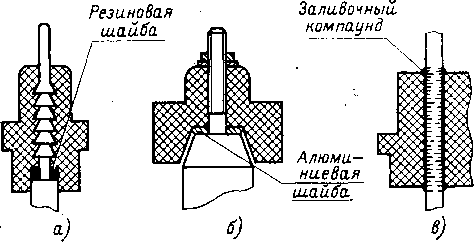 Резиновая
шайба
Заливочный
компаунд
Алюми-
ниевая
шайба
а)
б)
в)